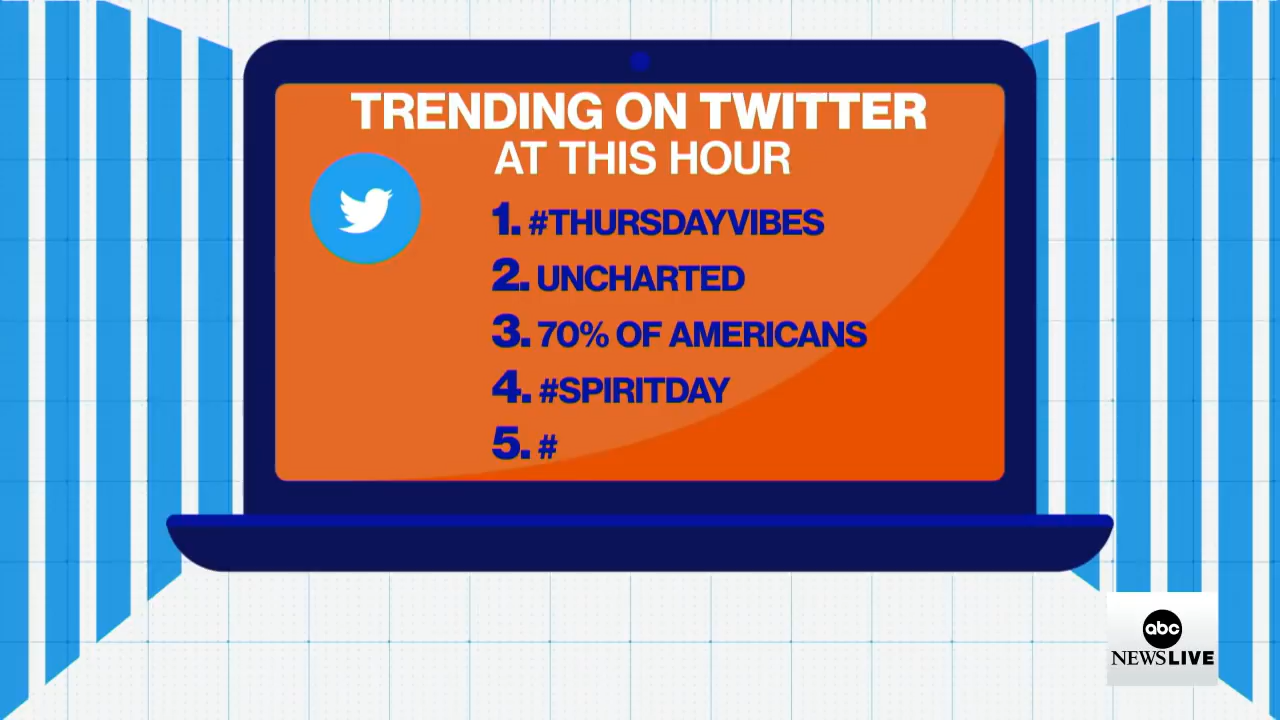 TRENDING ON TWITTER
AT THIS HOUR
1. #THURSDAYVIBES
2. UNCHARTED
3. 70% OF AMERICANS
4. #SPIRITDAY
5. #
abc
NEWS LIVE